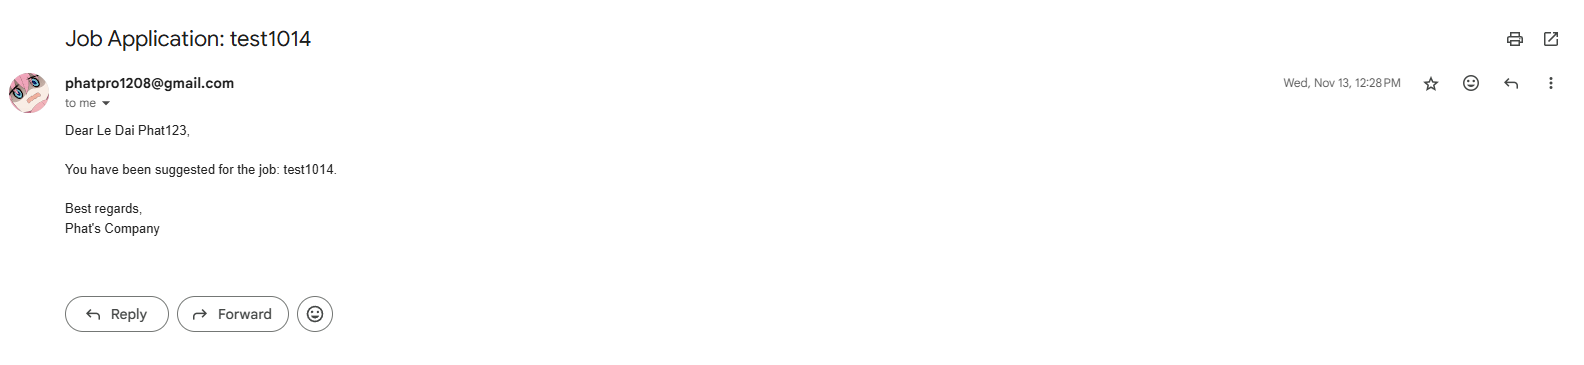 Job Application: test1014
phatpro1208@gmail.com
Wed, Nov 13, 12:28 PM
to me
Dear Le Dai Phat123,
You have been suggested for the job: test1014.
Best regards,
Phat's Company
Reply
Forward